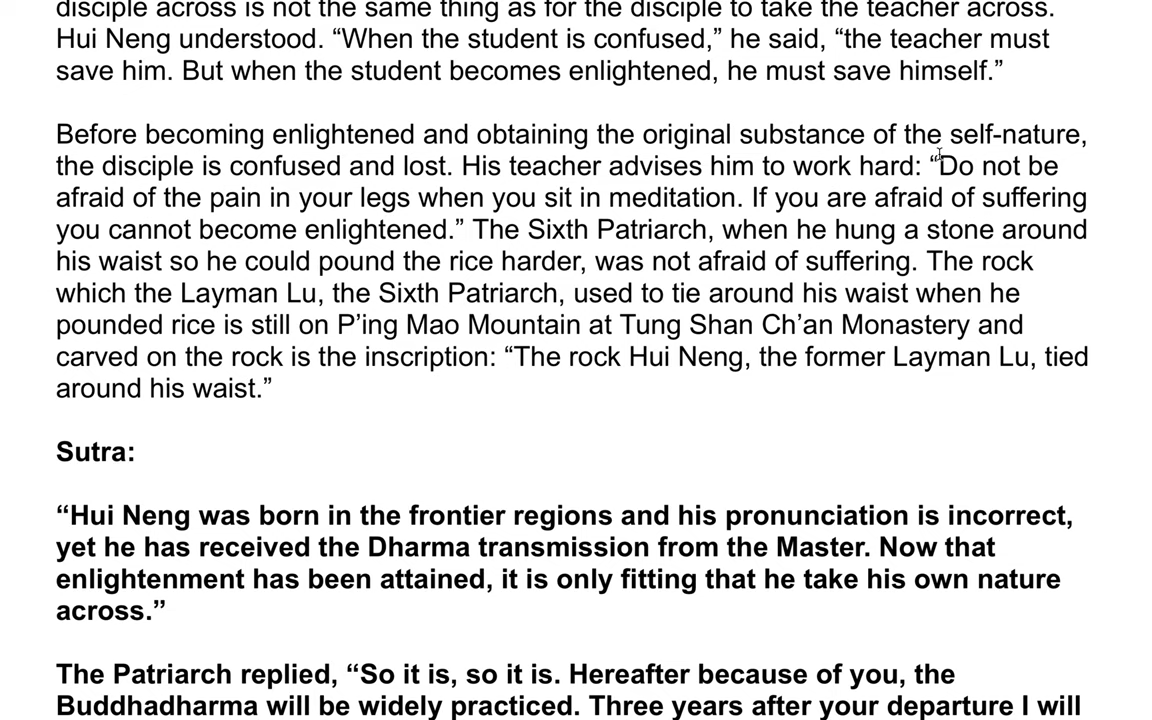 disciple across is not the same thing as for the disciple to take the teacher across.
Hui Neng understood. “When the student is confused,” he said, “the teacher must
save him. But when the student becomes enlightened, he must save himself.”
Before becoming enlightened and obtaining the original substance of the self-nature,
the disciple is confused and lost. His teacher advises him to work hard: “Do not be
afraid of the pain in your legs when you sit in meditation. If you are afraid of suffering
you cannot become enlightened.” The Sixth Patriarch, when he hung a stone around
his waist so he could pound the rice harder, was not afraid of suffering. The rock
which the Layman Lu, the Sixth Patriarch, used to tie around his waist when he
pounded rice is still on P’ing Mao Mountain at Tung Shan Ch’an Monastery and
carved on the rock is the inscription: “The rock Hui Neng, the former Layman Lu, tied
around his waist.”
Sutra:
“Hui Neng was born in the frontier regions and his pronunciation is incorrect,
yet he has received the Dharma transmission from the Master. Now that
enlightenment has been attained, it is only fitting that he take his own nature
across.”
The Patriarch replied, “So it is, so it is. Hereafter because of you, the
Buddhadharma will be widely practiced. Three years after your departure I will